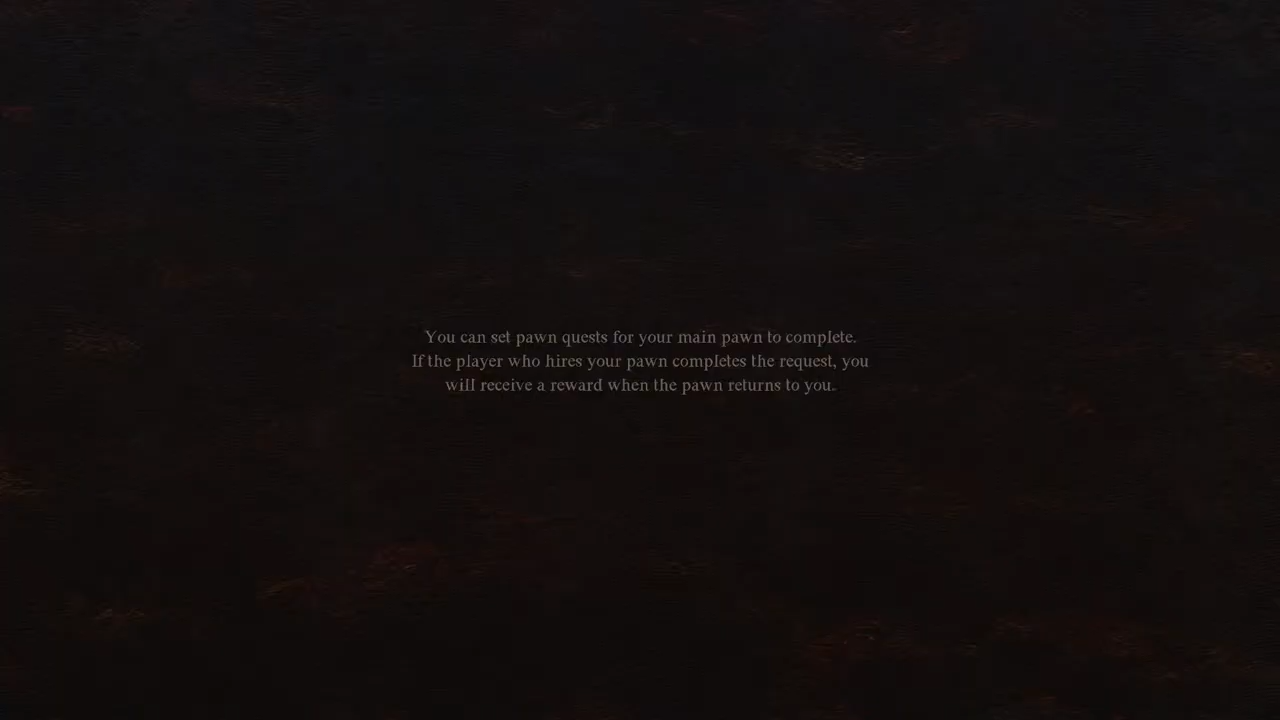 You can set pawn quests for your main pawn to complete.
If the player who hires your pawn completes the request, you
will receive a reward when the pawn returns to you.